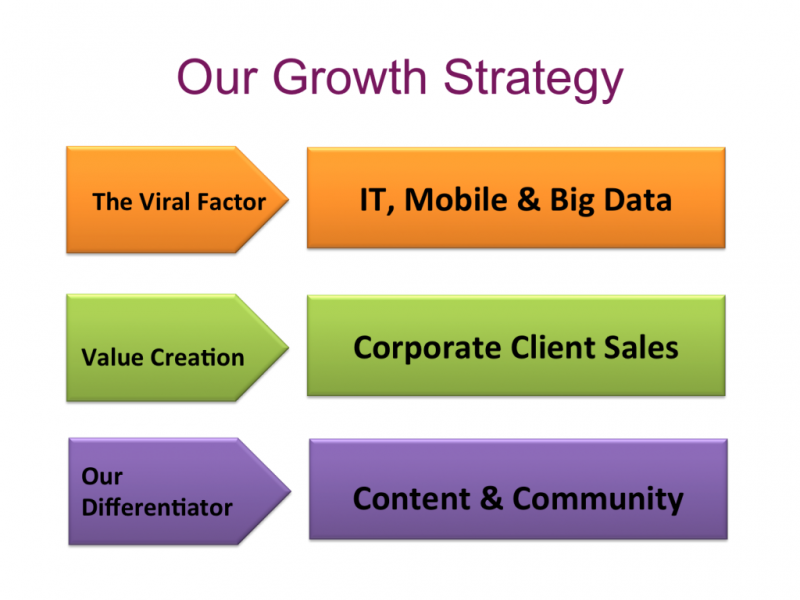 Our Growth Strategy
The Viral Factor
IT, Mobile & Big Data
Value Creation
Corporate Client Sales
Our
Differentiator
Content & Community